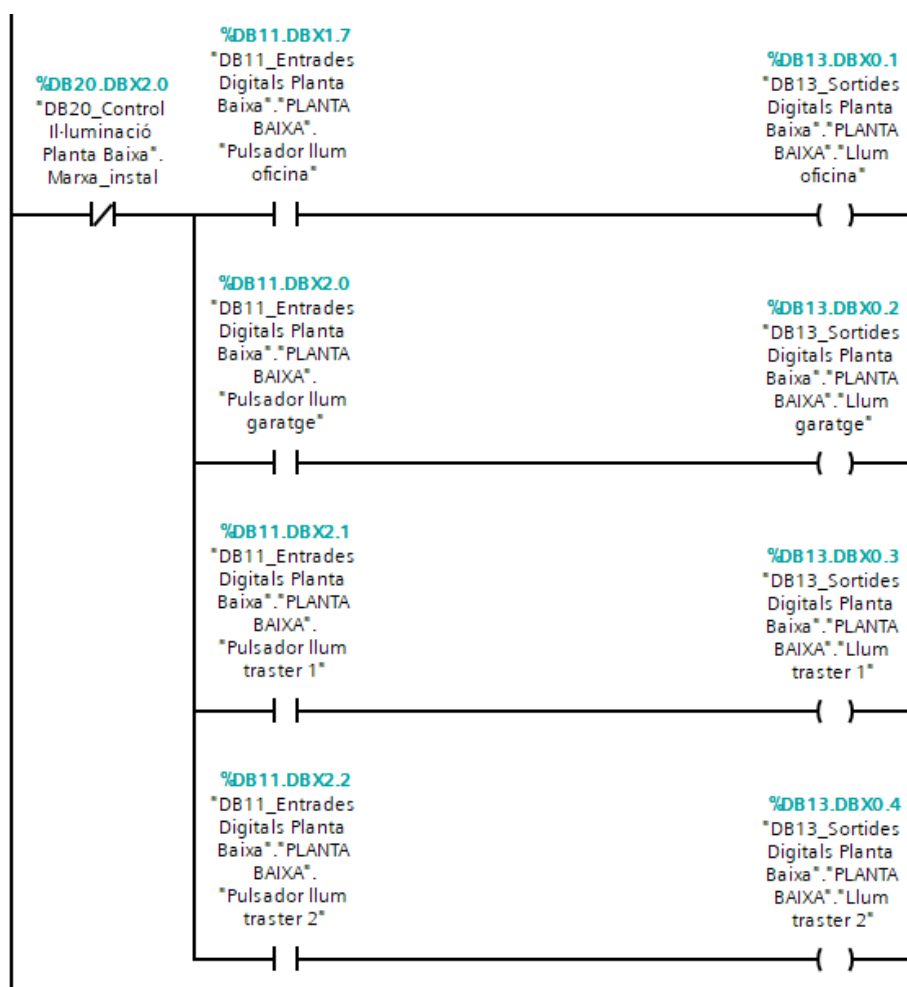 %DB20.DBX2.0
"DB20_Control
Il·luminació
Planta Baixa".
Marxa_instal
%DB11.DBX1.7
"DB11_Entrades
Digitals Planta
Baixa"."PLANTA
BAIXA".
"Pulsador llum
oficina"
%DB13.DBX0.1
"DB13_Sortides
Digitals Planta
Baixa"."PLANTA
BAIXA"."Llum
oficina"
%DB11.DBX2.0
"DB11_Entrades
Digitals Planta
Baixa"."PLANTA
BAIXA".
"Pulsador llum
garatge"
%DB13.DBX0.2
"DB13_Sortides
Digitals Planta
Baixa"."PLANTA
BAIXA"."Llum
garatge"
%DB11.DBX2.1
"DB11_Entrades
Digitals Planta
Baixa"."PLANTA
BAIXA".
"Pulsador llum
traster 1"
%DB13.DBX0.3
"DB13_Sortides
Digitals Planta
Baixa"."PLANTA
BAIXA"."Llum
traster 1"
%DB11.DBX2.2
"DB11_Entrades
Digitals Planta
Baixa"."PLANTA
BAIXA".
"Pulsador llum
traster 2"
%DB13.DBX0.4
"DB13_Sortides
Digitals Planta
Baixa"."PLANTA
BAIXA"."Llum
traster 2"